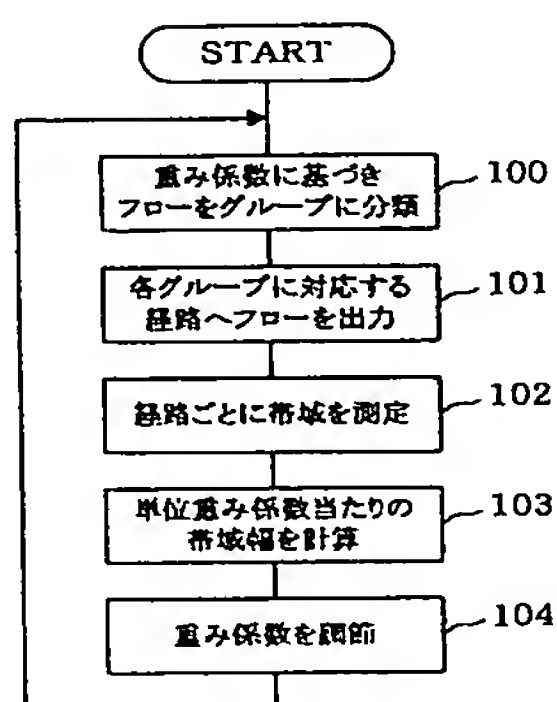 START
重み係数に基づき
フローをグループに分類
100
各グループに対応する
経路へフローを出力
101
経路ごとに帯域を測定
102
単位重み係数当たりの
帯域幅を計算
103
重み係数を調節
104